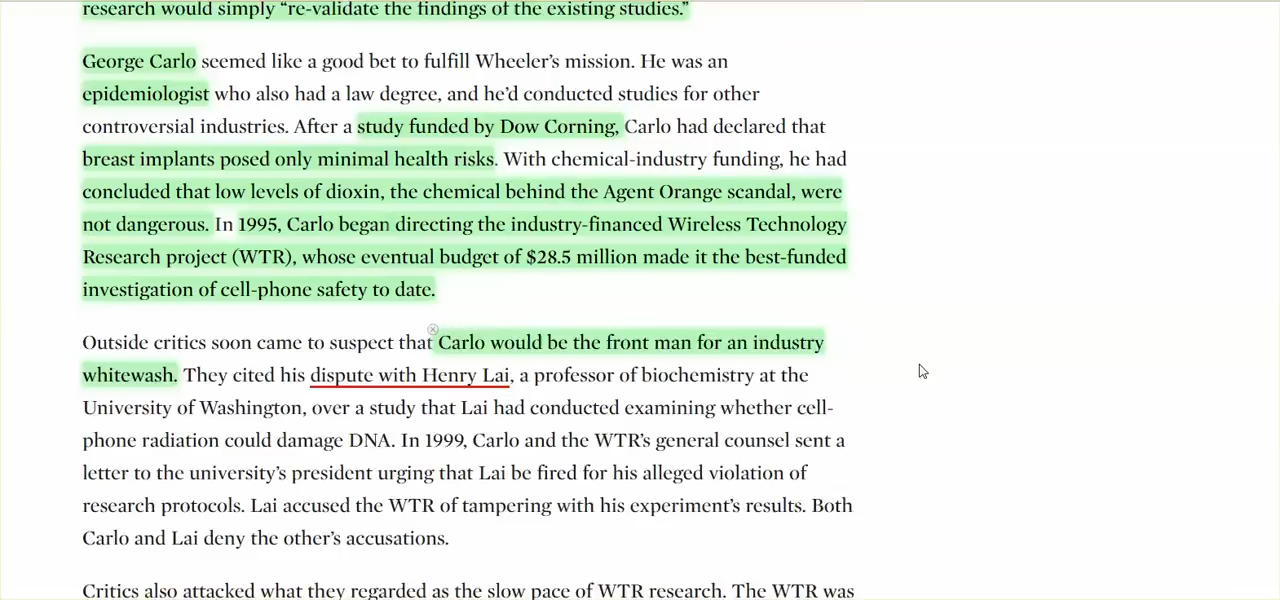 research would simply “re-validate the findings of the existing studies.”
George Carlo seemed like a good bet to fulfill Wheeler’s mission. He was an
epidemiologist who also had a law degree, and he’d conducted studies for other
controversial industries. After a study funded by Dow Corning, Carlo had declared that
breast implants posed only minimal health risks. With chemical-industry funding, he had
concluded that low levels of dioxin, the chemical behind the Agent Orange scandal, were
not dangerous. In 1995, Carlo began directing the industry-financed Wireless Technology
Research project (WTR), whose eventual budget of $28.5 million made it the best-funded
investigation of cell-phone safety to date.
Outside critics soon came to suspect that Carlo would be the front man for an industry
whitewash. They cited his dispute with Henry Lai, a professor of biochemistry at the
University of Washington, over a study that Lai had conducted examining whether cell-
phone radiation could damage DNA. In 1999, Carlo and the WTR’s general counsel sent a
letter to the university’s president urging that Lai be fired for his alleged violation of
research protocols. Lai accused the WTR of tampering with his experiment’s results. Both
Carlo and Lai deny the other’s accusations.
Critics also attacked what they regarded as the slow pace of WTR research. The WTR was